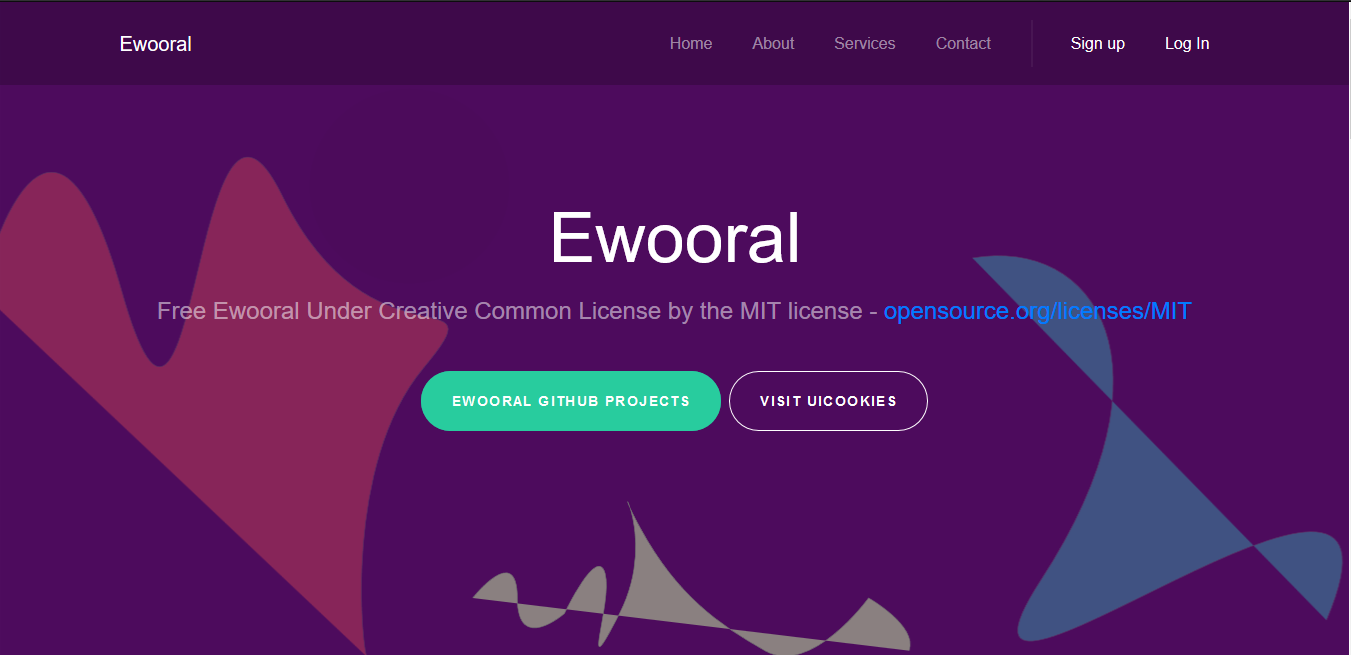 Ewooral Home About Services Contact Sign up Log In
Ewooral
Free Ewooral Under Creative Common License by the MIT license - opensource.org/licenses/MIT
EWOORAL GITHUB PROJECTS VISIT UICOOKIES